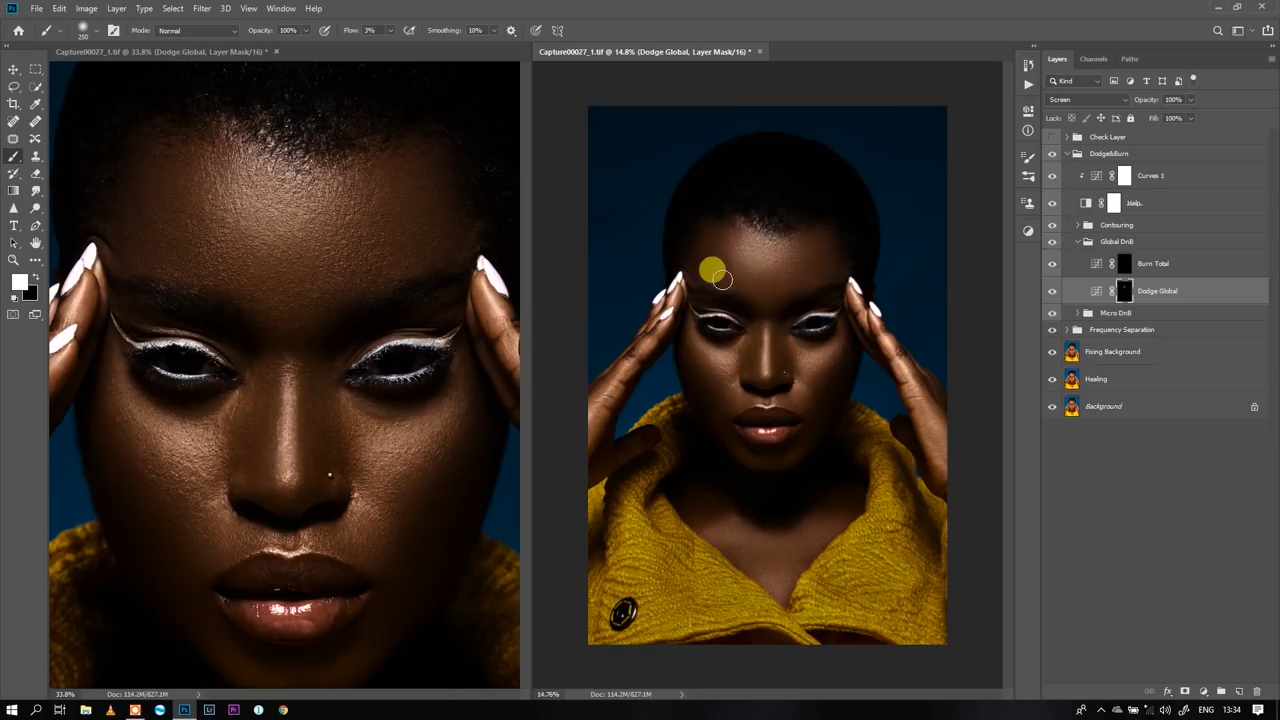 Ps File Edit Image Layer Type Select Filter 3D View Window Help
250 Mode: Normal Opacity: 100% Flow: 3% Smoothing: 10%
Capture00027_1.tif @ 33.8% (Dodge Global, Layer Mask/16) * ×
Capture00027_1.tif @ 14.8% (Dodge Global, Layer Mask/16) * ×
Layers Channels Paths
Kind
Screen Opacity: 100%
Lock: Fill: 100%
Check Layer
Dodge&Burn
Curves 1
Help..
Contouring
Global DnB
Burn Total
Dodge Global
Micro DnB
Frequency Separation
Fixing Background
Healing
Background
33.8% Doc: 114.2M/827.1M
14.76% Doc: 114.2M/827.1M
ENG 13:34